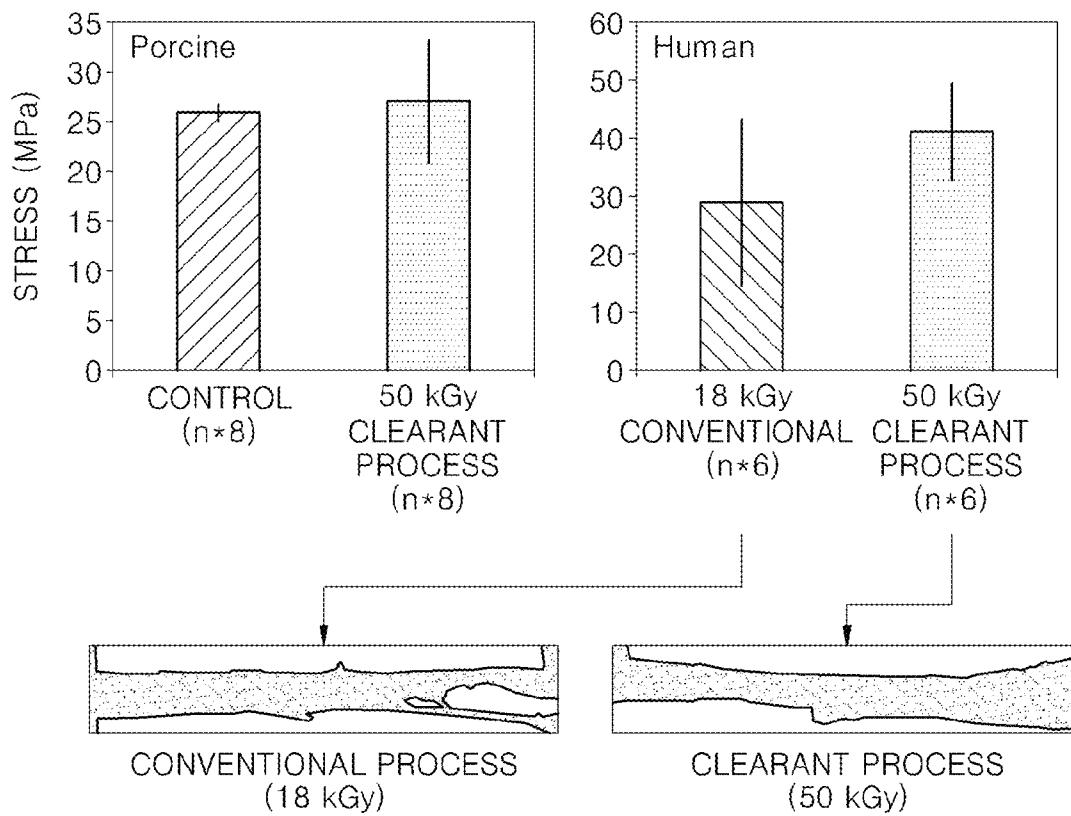 Porcine
STRESS (MPa)
35
30
25
20
15
10
5
0
CONTROL
(n*8)
50 kGy
CLEARANT
PROCESS
(n*8)
Human
60
50
40
30
20
10
0
18 kGy
CONVENTIONAL
(n*6)
50 kGy
CLEARANT
PROCESS
(n*6)
CONVENTIONAL PROCESS
(18 kGy)
CLEARANT PROCESS
(50 kGy)